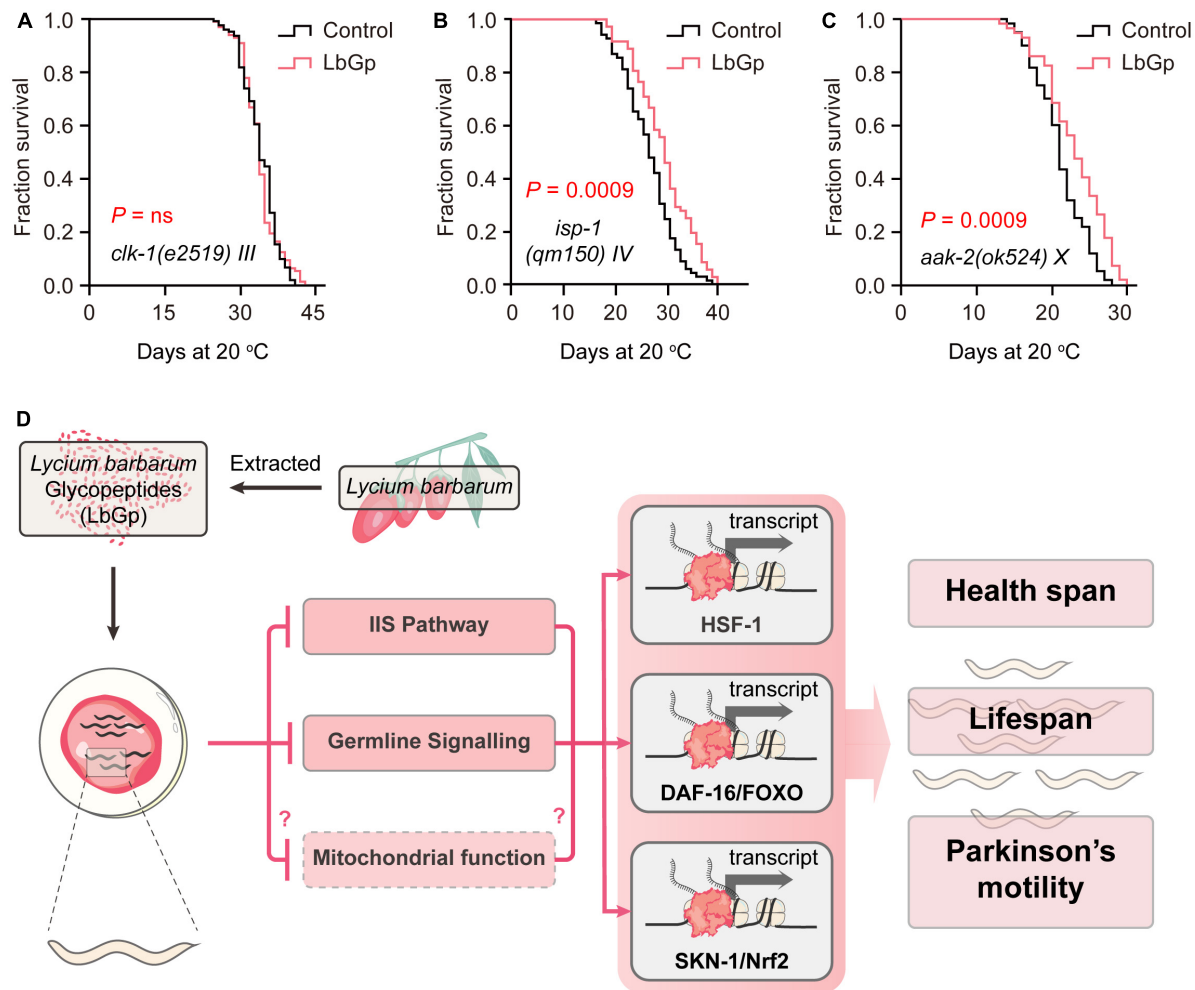 A
1.0
0.8
0.6
0.4
0.2
0.0
Fraction survival
Control
LbGp
P = ns
clk-1(e2519) III
0
15
30
45
Days at 20 °C
B
1.0
0.8
0.6
0.4
0.2
0.0
Fraction survival
Control
LbGp
P = 0.0009
isp-1
(qm150) IV
0
10
20
30
40
Days at 20 °C
C
1.0
0.8
0.6
0.4
0.2
0.0
Fraction survival
Control
LbGp
P = 0.0009
aak-2(ok524) X
0
10
20
30
Days at 20 °C
D
Lycium barbarum
Glycopeptides
(LbGp)
Extracted
Lycium barbarum
IIS Pathway
Germline Signalling
?
?
Mitochondrial function
transcript
HSF-1
transcript
DAF-16/FOXO
transcript
SKN-1/Nrf2
Health span
Lifespan
Parkinson's
motility